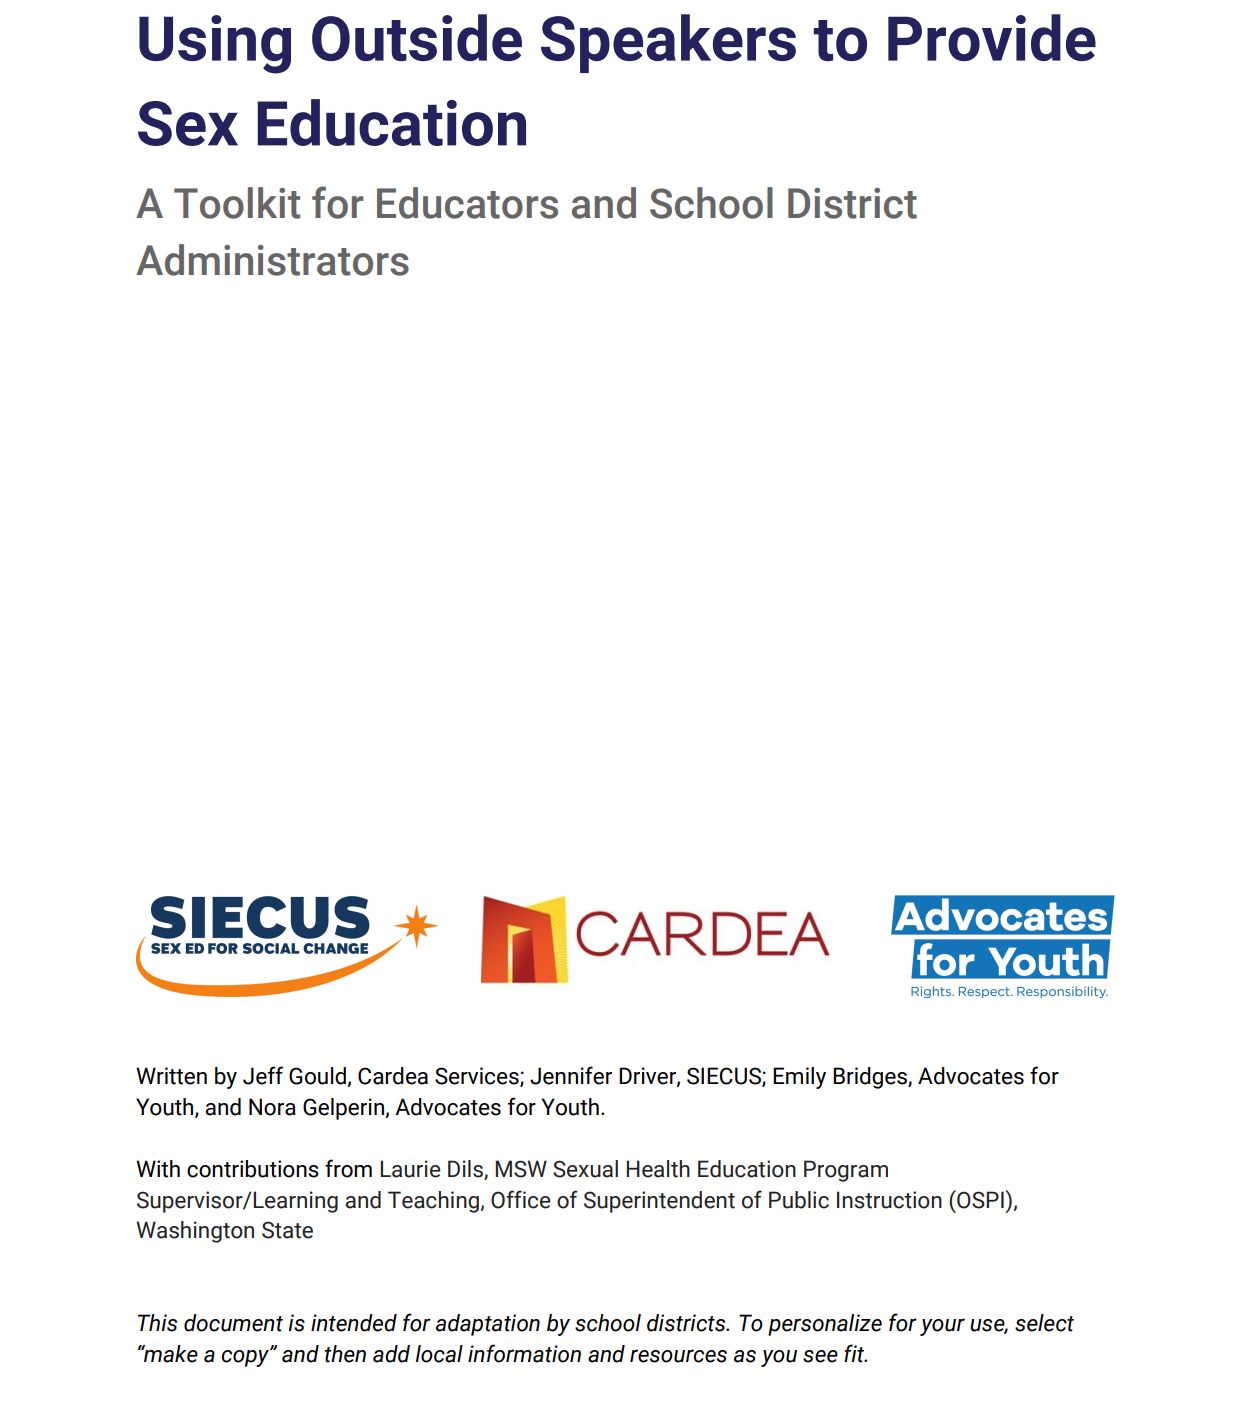 Using Outside Speakers to Provide
Sex Education
A Toolkit for Educators and School District
Administrators
SIECUS
SEX ED FOR SOCIAL CHANGE
CARDEA
Advocates
for Youth
Rights. Respect. Responsibility.
Written by Jeff Gould, Cardea Services; Jennifer Driver, SIECUS; Emily Bridges, Advocates for
Youth, and Nora Gelperin, Advocates for Youth.
With contributions from Laurie Dils, MSW Sexual Health Education Program
Supervisor/Learning and Teaching, Office of Superintendent of Public Instruction (OSPI),
Washington State
This document is intended for adaptation by school districts. To personalize for your use, select
“make a copy” and then add local information and resources as you see fit.